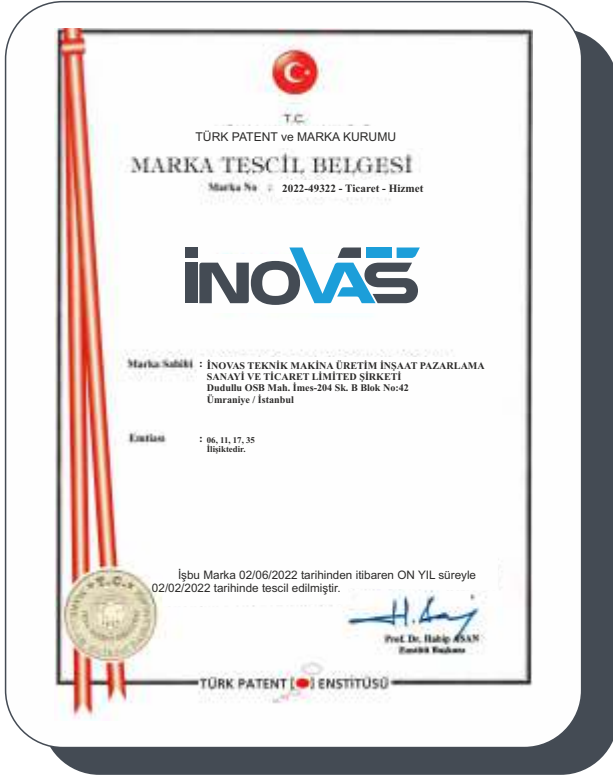 T.C.
TÜRK PATENT ve MARKA KURUMU
MARKA TESCİL BELGESİ
Marka No : 2022-49322 - Ticaret - Hizmet
İNOVAS
Marka Sahibi : İNOVAS TEKNİK MAKİNA ÜRETİM İNŞAAT PAZARLAMA
SANAYİ VE TİCARET LİMİTED ŞİRKETİ
Dudullu OSB Mah. İmes-204 Sk. B Blok No:42
Ümraniye / İstanbul
Emtiası : 06, 11, 17, 35
İlişiktedir.
İşbu Marka 02/06/2022 tarihinden itibaren ON YIL süreyle
02/02/2022 tarihinde tescil edilmiştir.
Prof. Dr. Habip ASAN
Enstitü Başkanı
T.C.
TÜRK PATENT ENSTİTÜSÜ